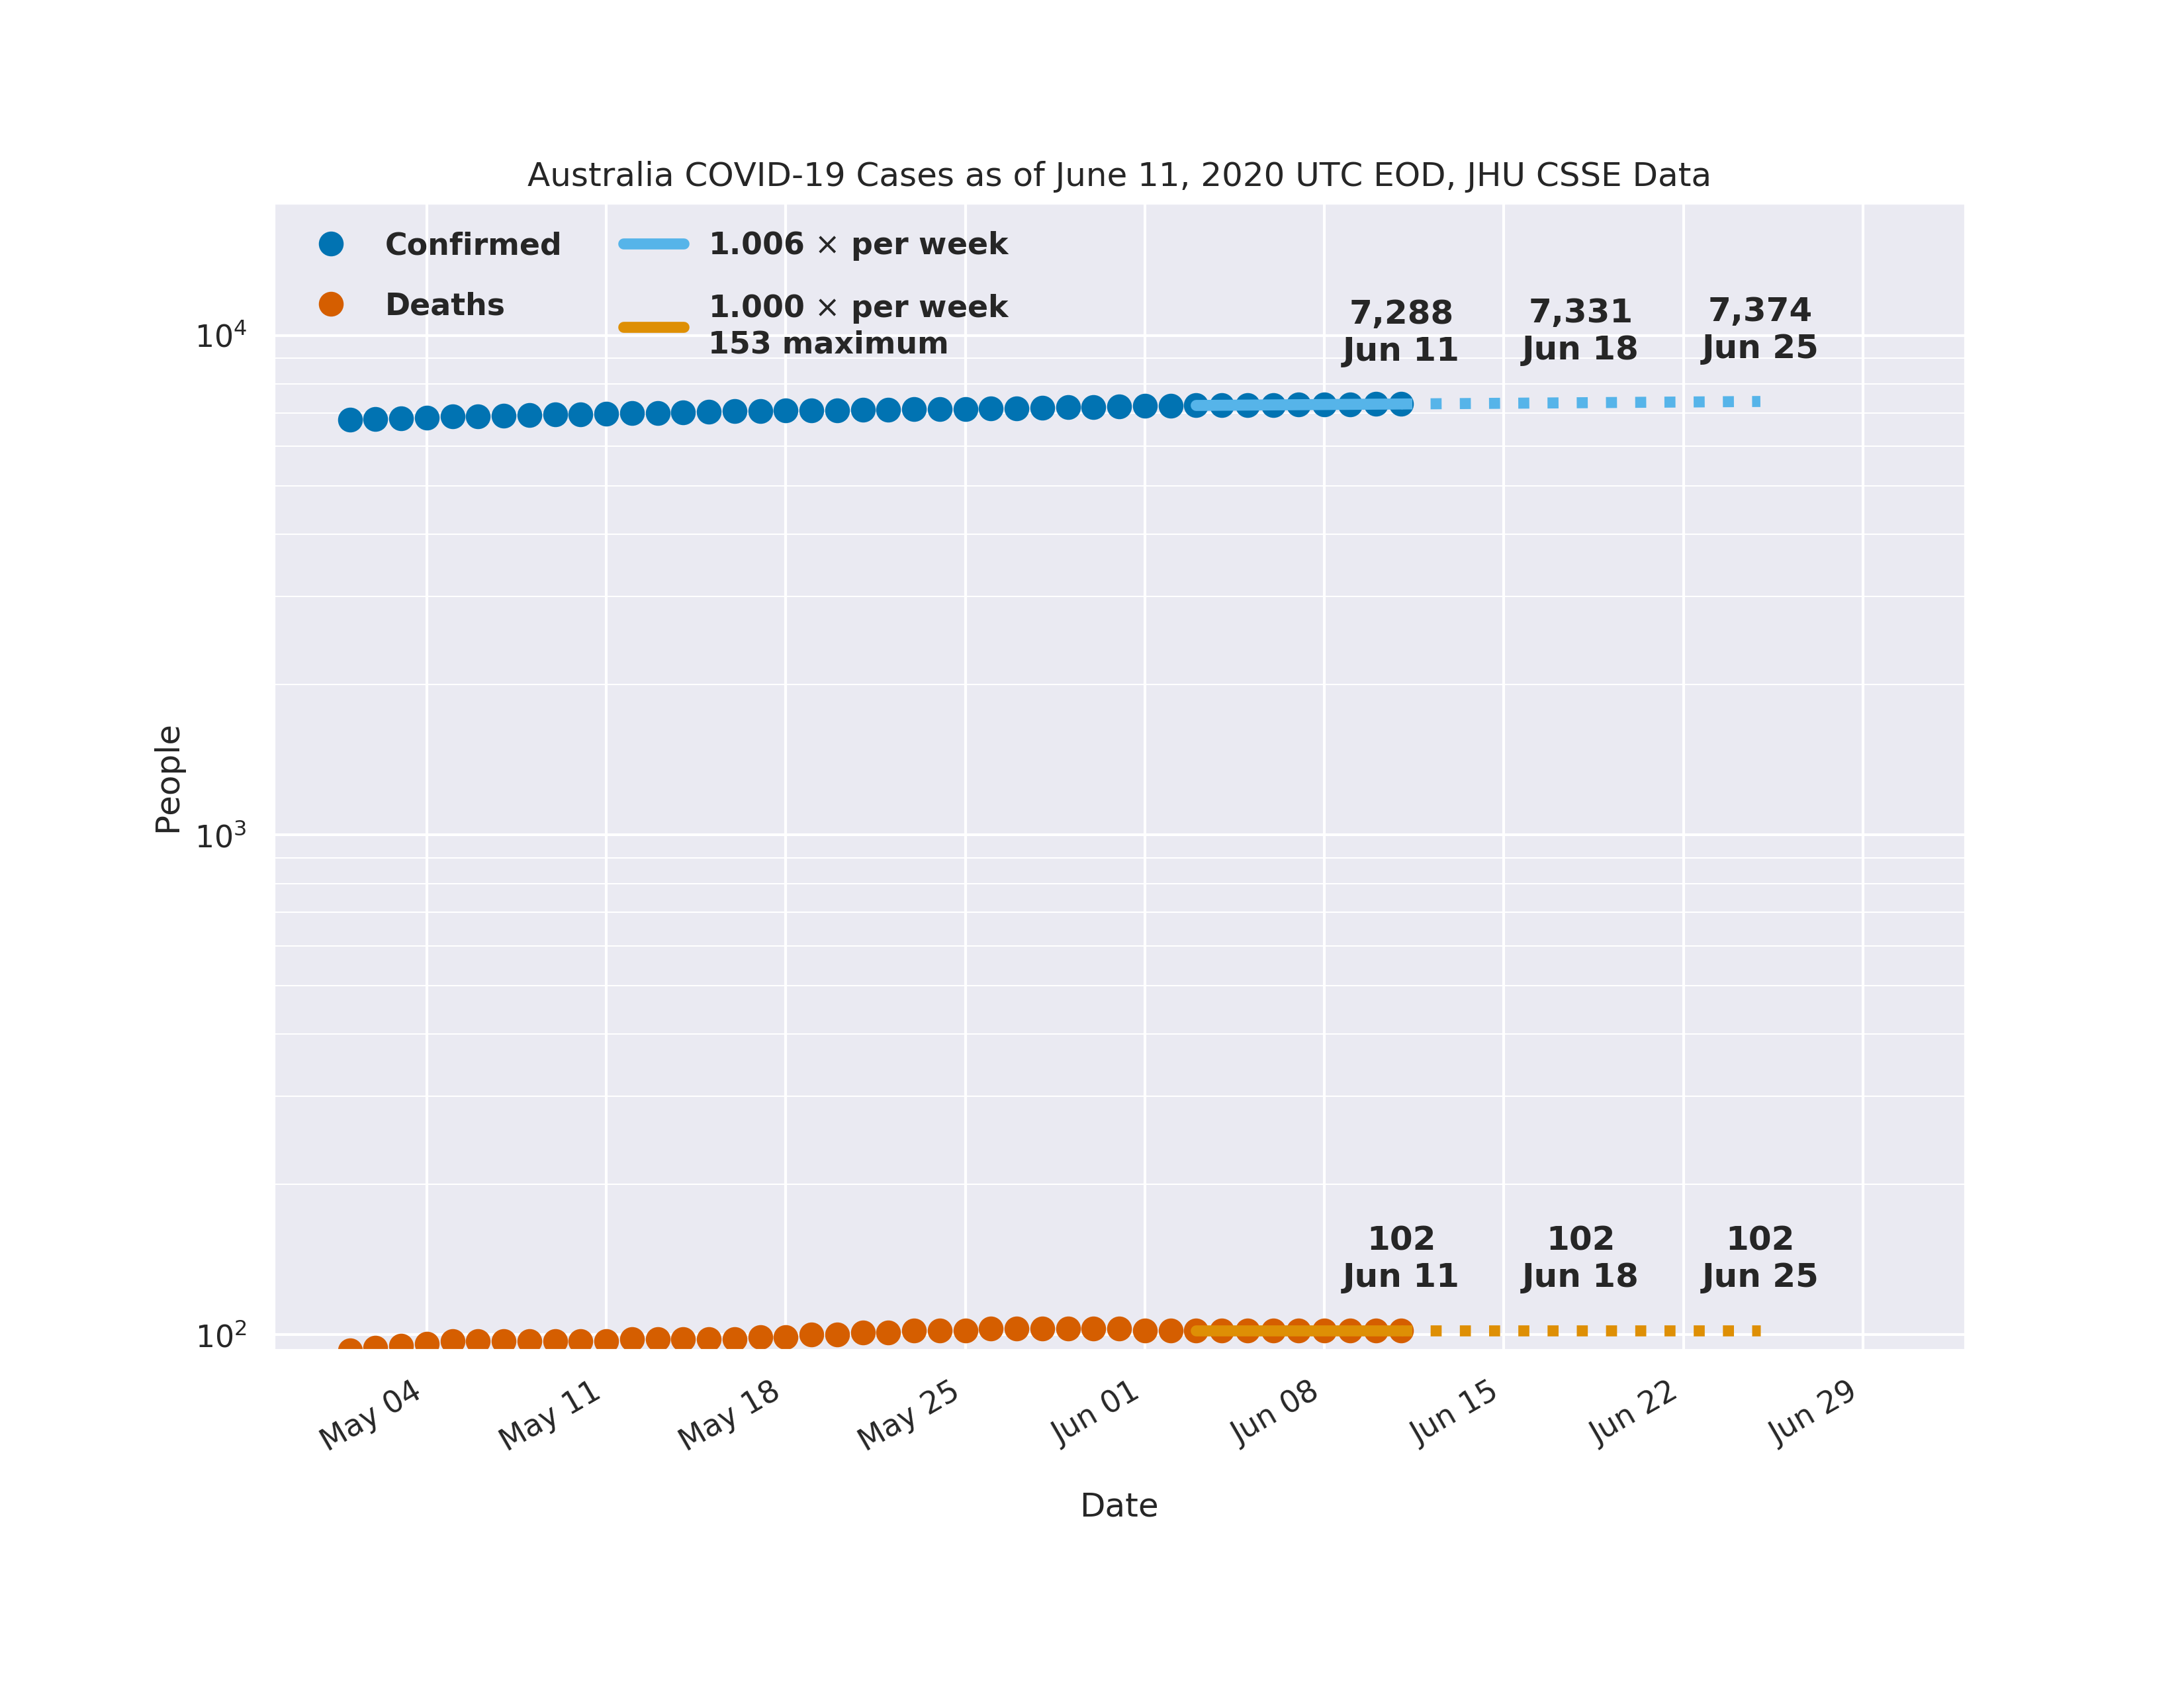 Australia COVID-19 Cases as of June 11, 2020 UTC EOD, JHU CSSE Data
Confirmed
Deaths
1.006 × per week
1.000 × per week
153 maximum
7,288
Jun 11
7,331
Jun 18
7,374
Jun 25
10⁴
10³
10²
People
102
Jun 11
102
Jun 18
102
Jun 25
May 04
May 11
May 18
May 25
Jun 01
Jun 08
Jun 15
Jun 22
Jun 29
Date